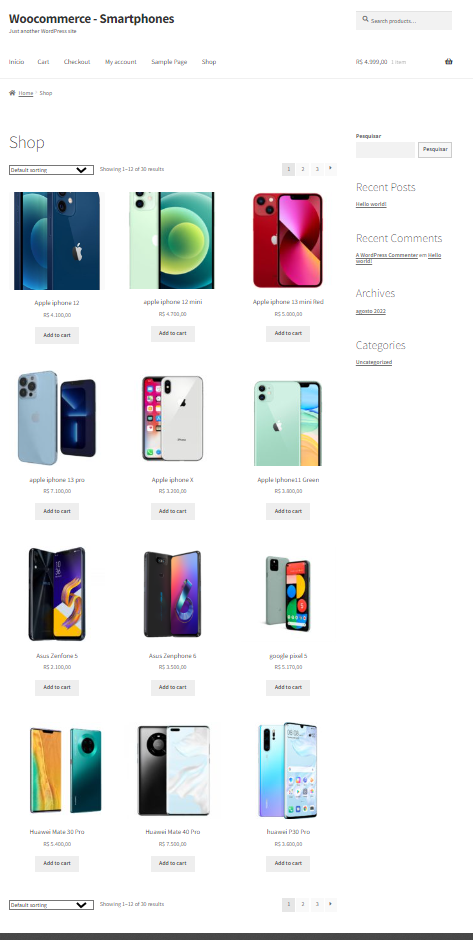 Woocommerce - Smartphones
Just another WordPress site
Search products…
Início Cart Checkout My account Sample Page Shop
R$ 4.999,00 1 item
Home Shop
Shop
Default sorting
Showing 1–12 of 36 results
1 2 3
Apple iphone 12
R$ 4.100,00
Add to cart
apple iphone 12 mini
R$ 4.700,00
Add to cart
Apple iphone 13 mini Red
R$ 5.000,00
Add to cart
apple iphone 13 pro
R$ 7.100,00
Add to cart
Apple iphone X
R$ 3.200,00
Add to cart
Apple Iphone11 Green
R$ 3.800,00
Add to cart
Asus Zenfone 5
R$ 2.100,00
Add to cart
Asus Zenphone 6
R$ 3.500,00
Add to cart
google pixel 5
R$ 5.170,00
Add to cart
Huawei Mate 30 Pro
R$ 5.400,00
Add to cart
Huawei Mate 40 Pro
R$ 7.500,00
Add to cart
huawei P30 Pro
R$ 3.600,00
Add to cart
Default sorting
Showing 1–12 of 36 results
1 2 3
Pesquisar
Pesquisar
Recent Posts
Hello world!
Recent Comments
A WordPress Commenter em Hello
world!
Archives
agosto 2022
Categories
Uncategorized